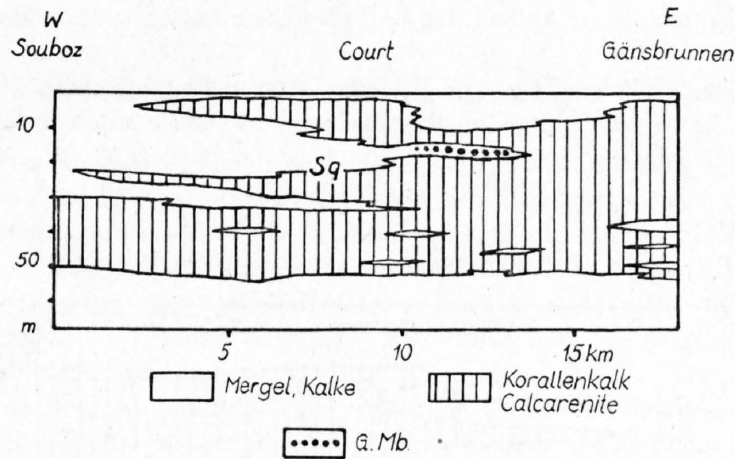 W
E
Souboz
Court
Gänsbrunnen
10
Sq
50
m
5
10
15 km
Mergel, Kalke
Korallenkalk
Calcarenite
G. Mb.